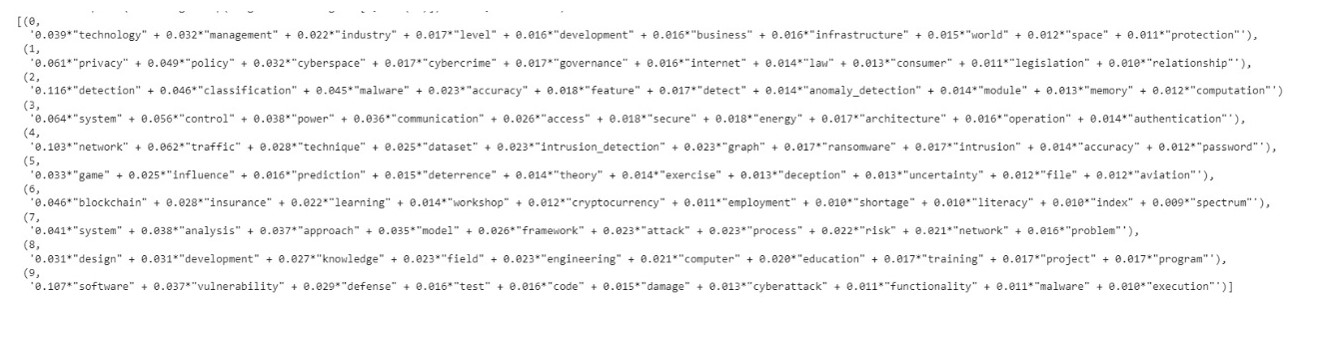 [(0,
'0.039*"technology" + 0.032*"management" + 0.022*"industry" + 0.017*"level" + 0.016*"development" + 0.016*"business" + 0.016*"infrastructure" + 0.015*"world" + 0.012*"space" + 0.011*"protection"'),
(1,
'0.061*"privacy" + 0.049*"policy" + 0.032*"cyberspace" + 0.017*"cybercrime" + 0.017*"governance" + 0.016*"internet" + 0.014*"law" + 0.013*"consumer" + 0.011*"legislation" + 0.010*"relationship"'),
(2,
'0.116*"detection" + 0.046*"classification" + 0.045*"malware" + 0.023*"accuracy" + 0.018*"feature" + 0.017*"detect" + 0.014*"anomaly_detection" + 0.014*"module" + 0.013*"memory" + 0.012*"computation"')
(3,
'0.064*"system" + 0.056*"control" + 0.038*"power" + 0.036*"communication" + 0.026*"access" + 0.018*"secure" + 0.018*"energy" + 0.017*"architecture" + 0.016*"operation" + 0.014*"authentication"'),
(4,
'0.103*"network" + 0.062*"traffic" + 0.028*"technique" + 0.025*"dataset" + 0.023*"intrusion_detection" + 0.023*"graph" + 0.017*"ransomware" + 0.017*"intrusion" + 0.014*"accuracy" + 0.012*"password"'),
(5,
'0.033*"game" + 0.025*"influence" + 0.016*"prediction" + 0.015*"deterrence" + 0.014*"theory" + 0.014*"exercise" + 0.013*"deception" + 0.013*"uncertainty" + 0.012*"file" + 0.012*"aviation"'),
(6,
'0.046*"blockchain" + 0.028*"insurance" + 0.022*"learning" + 0.014*"workshop" + 0.012*"cryptocurrency" + 0.011*"employment" + 0.010*"shortage" + 0.010*"literacy" + 0.010*"index" + 0.009*"spectrum"'),
(7,
'0.041*"system" + 0.038*"analysis" + 0.037*"approach" + 0.035*"model" + 0.026*"framework" + 0.023*"attack" + 0.023*"process" + 0.022*"risk" + 0.021*"network" + 0.016*"problem"'),
(8,
'0.031*"design" + 0.031*"development" + 0.027*"knowledge" + 0.023*"field" + 0.023*"engineering" + 0.021*"computer" + 0.020*"education" + 0.017*"training" + 0.017*"project" + 0.017*"program"'),
(9,
'0.107*"software" + 0.037*"vulnerability" + 0.029*"defense" + 0.016*"test" + 0.016*"code" + 0.015*"damage" + 0.013*"cyberattack" + 0.011*"functionality" + 0.011*"malware" + 0.010*"execution"')]